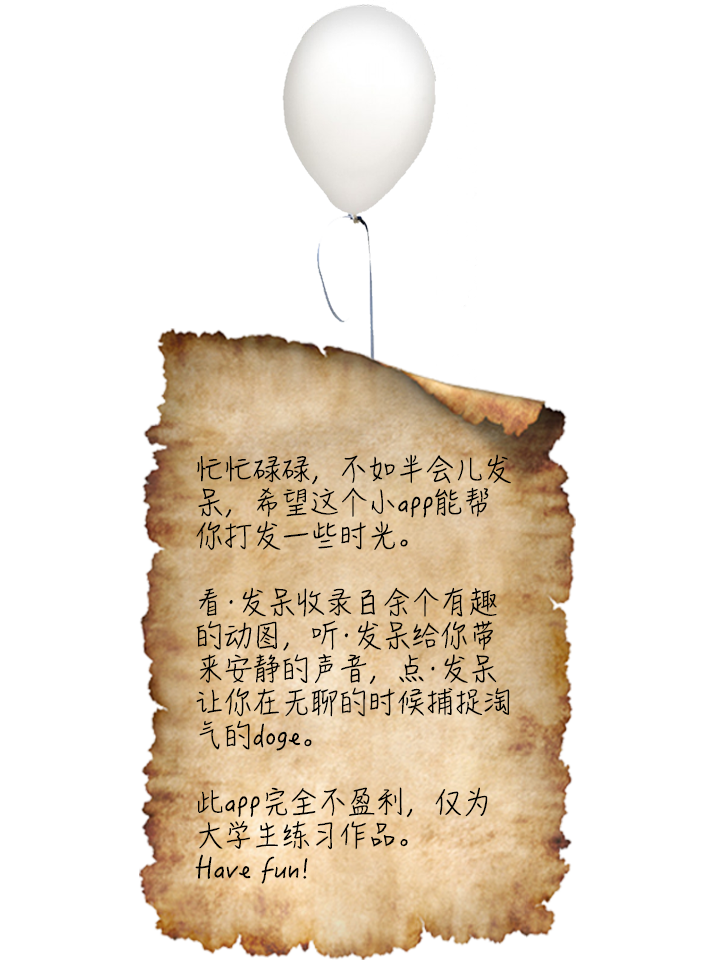 忙忙碌碌，不如半会儿发
呆，希望这个小app能帮
你打发一些时光。
看·发呆收录百余个有趣
的动图，听·发呆给你带
来安静的声音，点·发呆
让你在无聊的时候捕捉淘
气的doge。
此app完全不盈利，仅为
大学生练习作品。
Have fun!